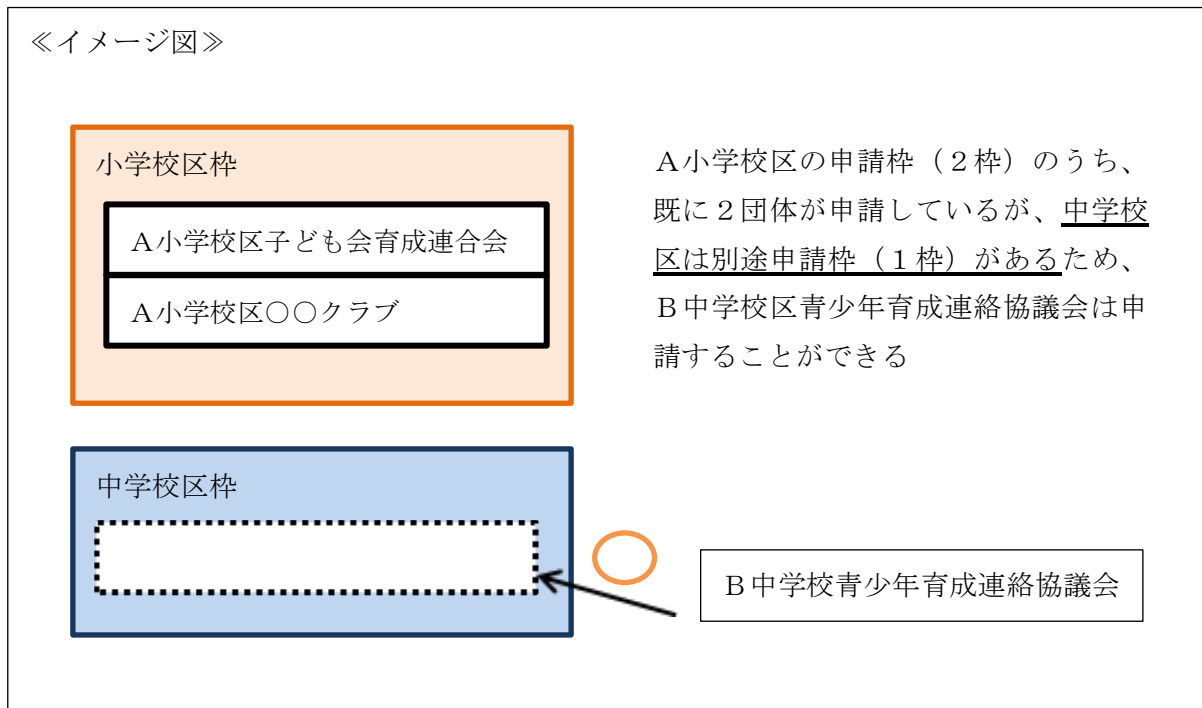 ≪イメージ図≫
小学校区枠
A小学校区子ども会育成連合会
A小学校区○○クラブ
A小学校区の申請枠（２枠）のうち、
既に２団体が申請しているが、中学校
区は別途申請枠（１枠）があるため、
B中学校区青少年育成連絡協議会は申
請することができる
中学校区枠
B中学校青少年育成連絡協議会